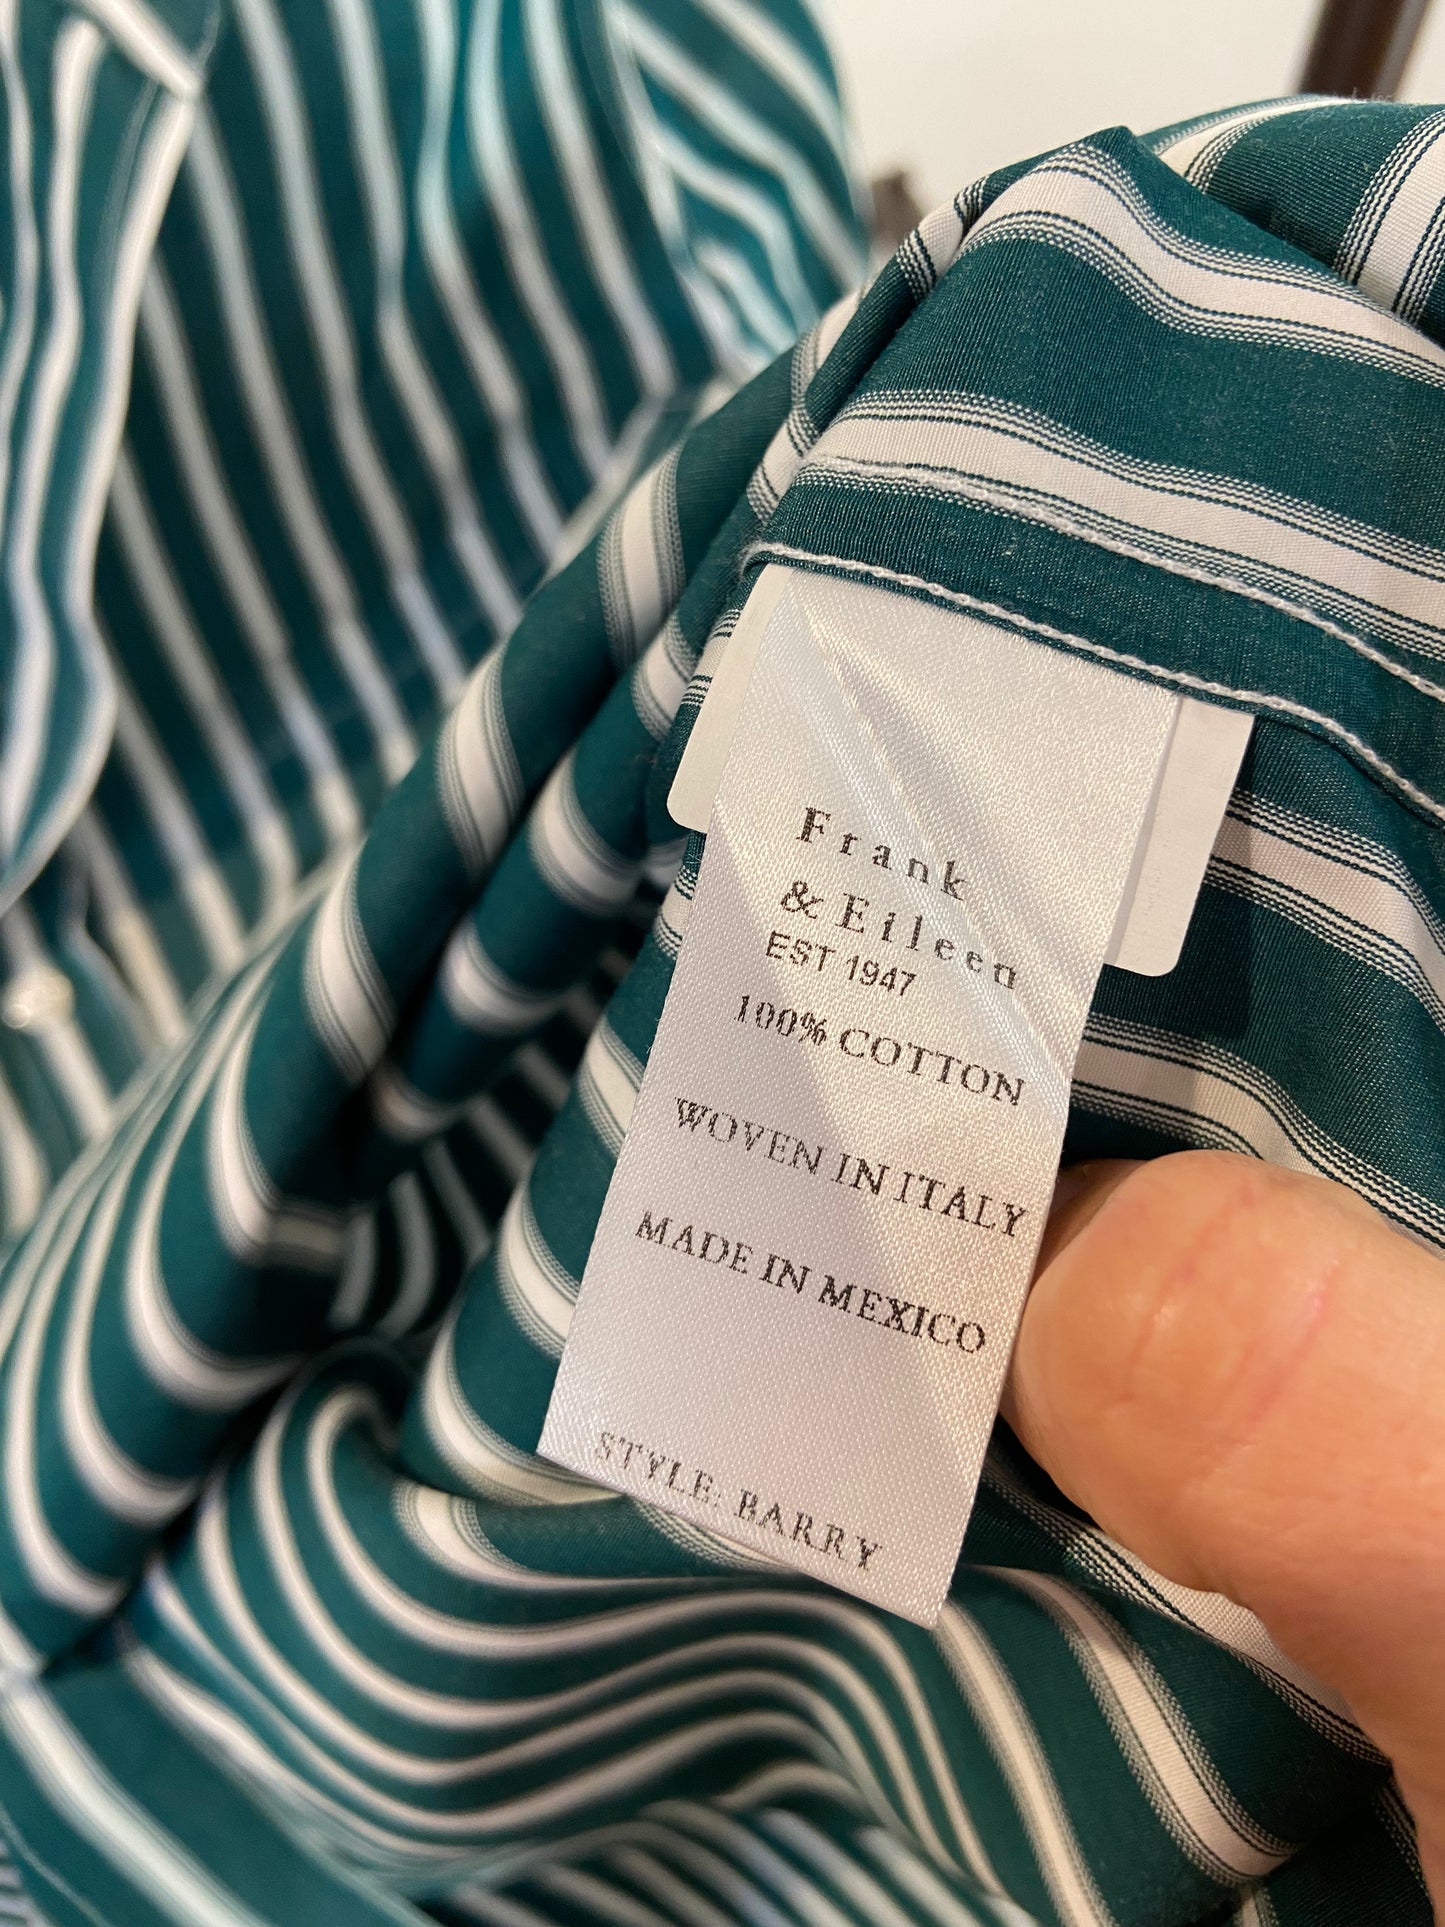 Frank
& Eileen
EST 1947
100% COTTON
WOVEN IN ITALY
MADE IN MEXICO
STYLE: BARRY